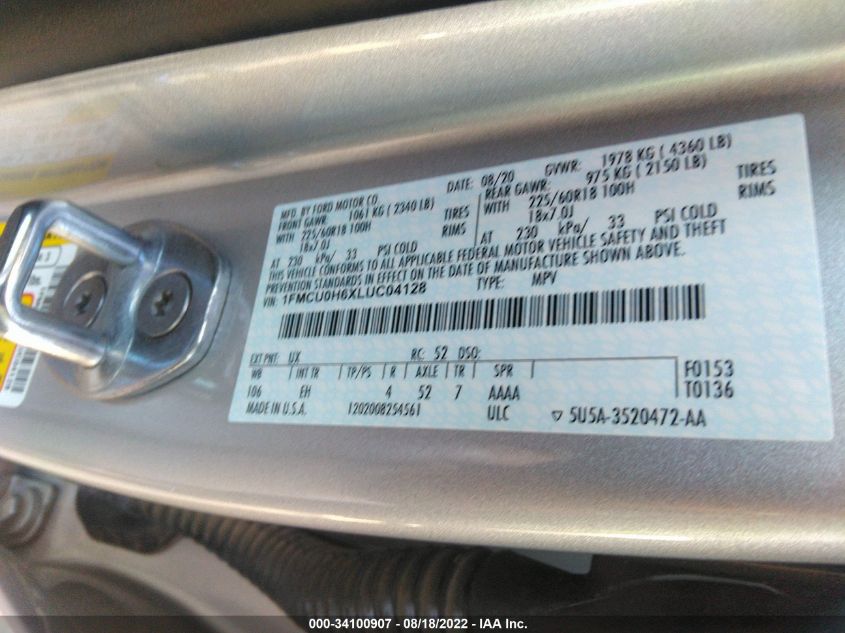 MFD. BY FORD MOTOR CO.
DATE: 08/20 GVWR: 1978 KG ( 4360 LB)
FRONT GAWR: 1061 KG ( 2340 LB) REAR GAWR: 975 KG ( 2150 LB)
WITH 225/60R18 100H TIRES WITH 225/60R18 100H TIRES
18x7.0J RIMS 18x7.0J RIMS
AT 230 kPa/ 33 PSI COLD AT 230 kPa/ 33 PSI COLD
THIS VEHICLE CONFORMS TO ALL APPLICABLE FEDERAL MOTOR VEHICLE SAFETY AND THEFT
PREVENTION STANDARDS IN EFFECT ON THE DATE OF MANUFACTURE SHOWN ABOVE.
VIN: 1FMCU0H6XLUC04128 TYPE: MPV
EXT PNT: UX RC: 52 DSO:
WB INT TR TP/PS R AXLE TR SPR F0153
106 EH 4 52 7 AAAA T0136
MADE IN U.S.A. 1202008254561 ULC ▽ 5U5A-3520472-AA
000-34100907 - 08/18/2022 - IAA Inc.